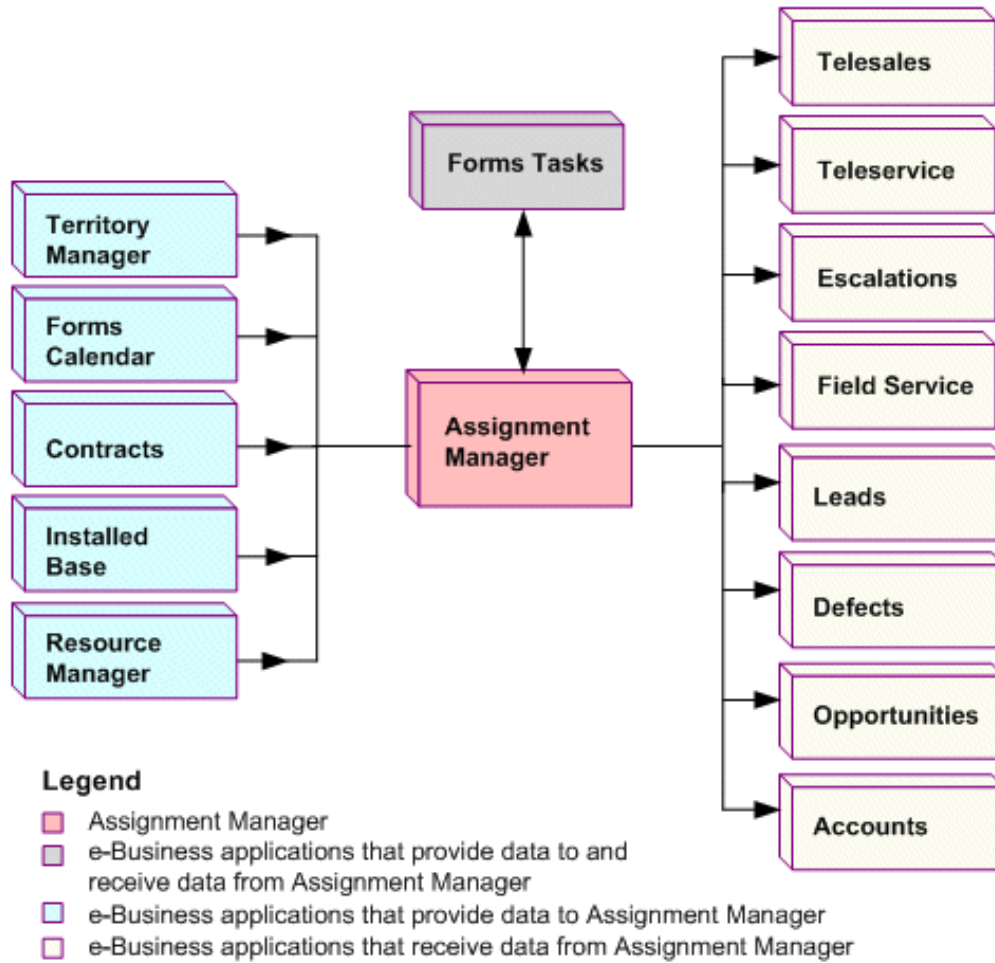 Telesales
Forms Tasks
Teleservice
Territory
Manager
Escalations
Forms
Calendar
Field Service
Assignment
Manager
Contracts
Leads
Installed
Base
Defects
Resource
Manager
Opportunities
Accounts
Legend
Assignment Manager
e-Business applications that provide data to and
receive data from Assignment Manager
e-Business applications that provide data to Assignment Manager
e-Business applications that receive data from Assignment Manager